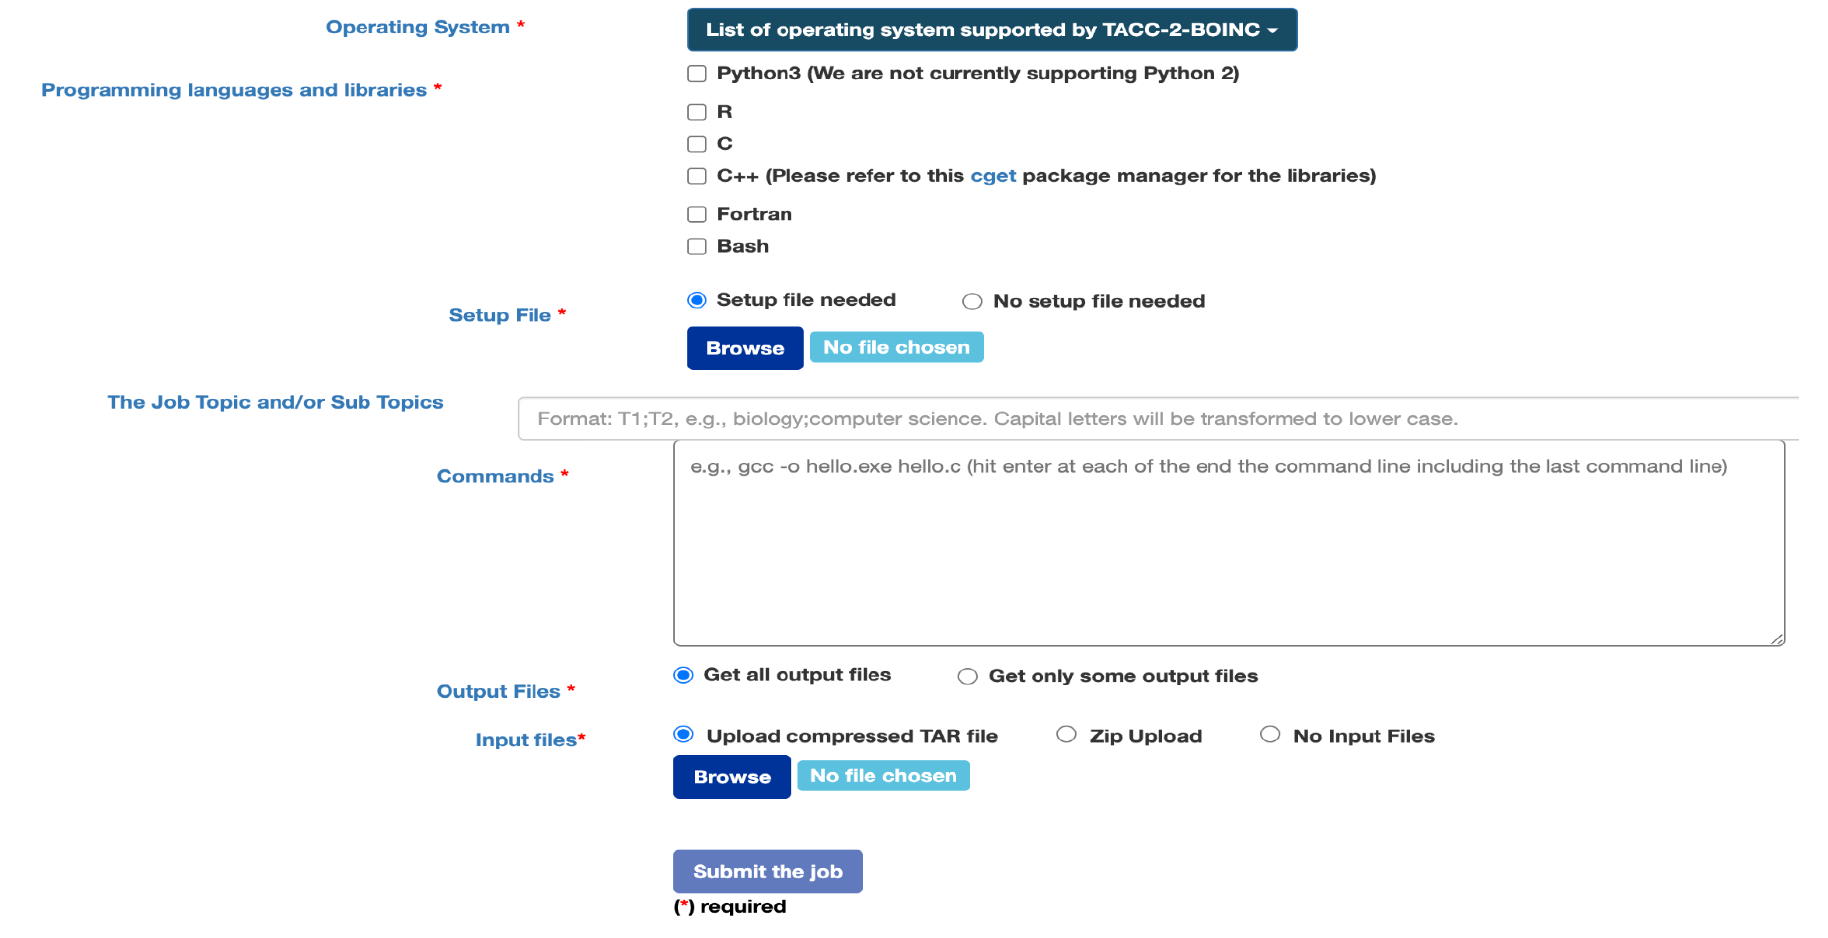 Operating System *
List of operating system supported by TACC-2-BOINC
Programming languages and libraries *
Python3 (We are not currently supporting Python 2)
R
C
C++ (Please refer to this cget package manager for the libraries)
Fortran
Bash
Setup File *
Setup file needed
No setup file needed
Browse
No file chosen
The Job Topic and/or Sub Topics
Format: T1;T2, e.g., biology;computer science. Capital letters will be transformed to lower case.
Commands *
e.g., gcc -o hello.exe hello.c (hit enter at each of the end the command line including the last command line)
Output Files *
Get all output files
Get only some output files
Input files*
Upload compressed TAR file
Zip Upload
No Input Files
Browse
No file chosen
Submit the job
(*) required